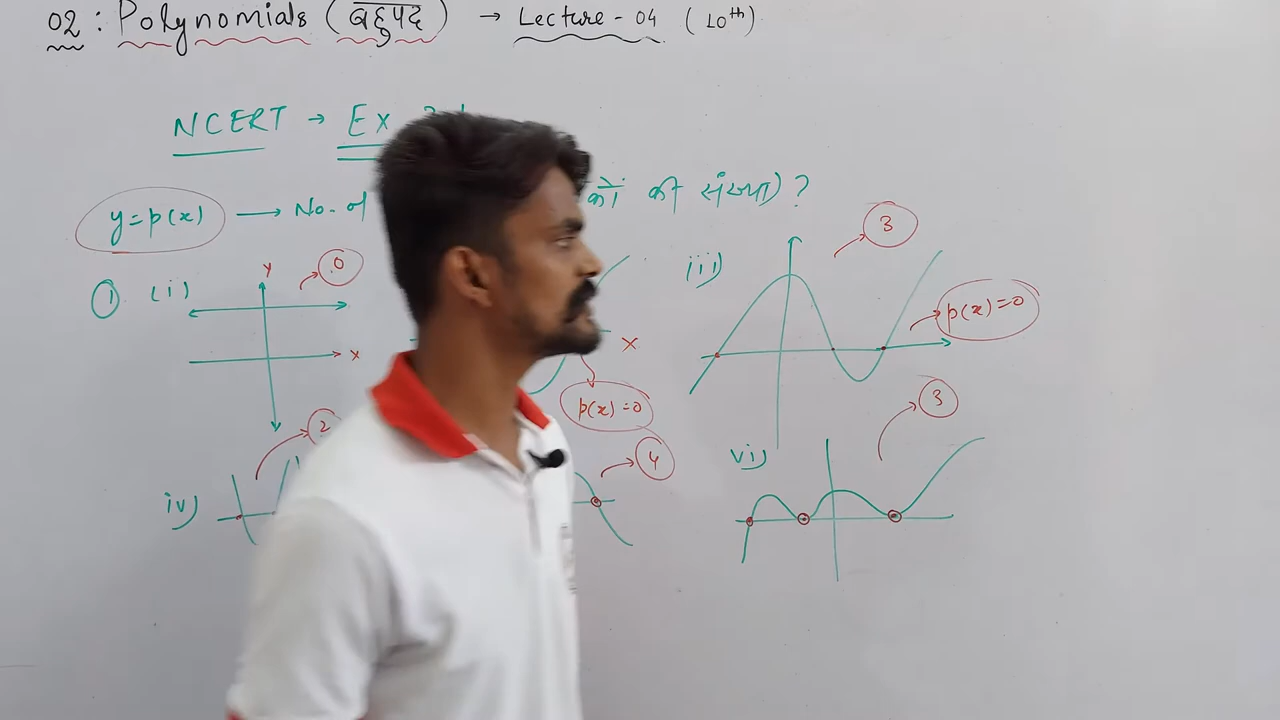 02 : Polynomials (बहुपद) → Lecture - 04 (10th)
NCERT → Ex
y = p(x) → No. of की संख्या) ?
① (i) y 0 x
x p(x) = 0
iii) 3 p(x) = 0
iv) 2
4
vi) 3